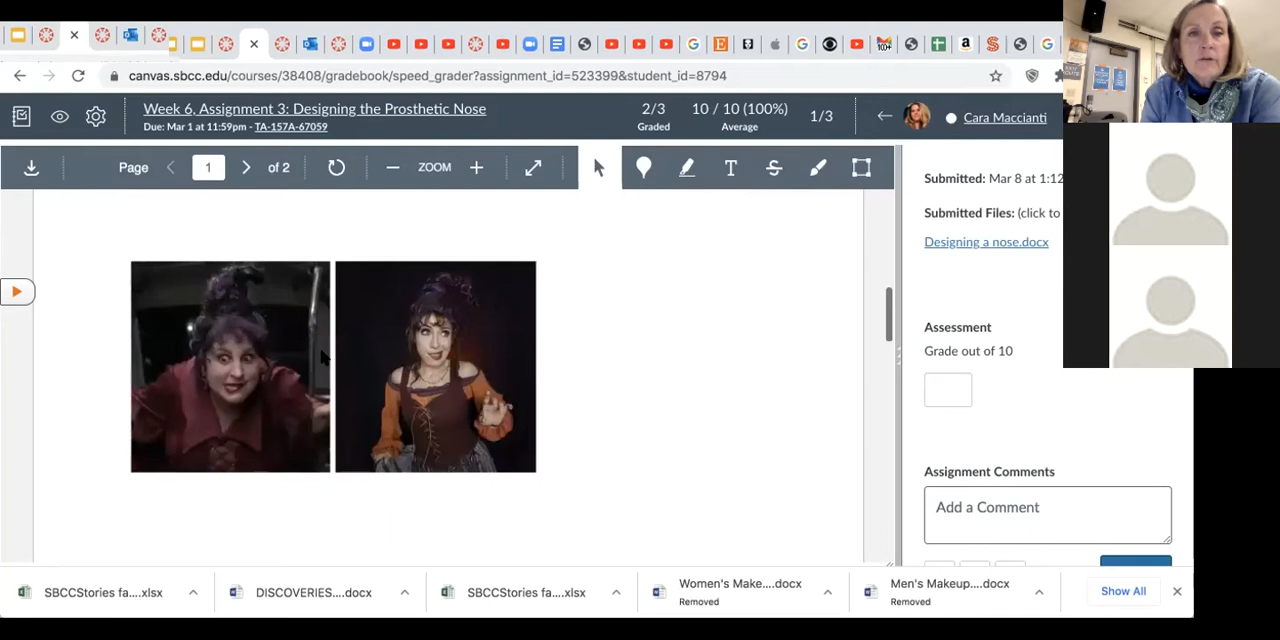 canvas.sbcc.edu/courses/38408/gradebook/speed_grader?assignment_id=523399&student_id=8794
Week 6, Assignment 3: Designing the Prosthetic Nose
Due: Mar 1 at 11:59pm - TA-157A-67059
2/3
Graded
10 / 10 (100%)
Average
1/3
Cara Maccianti
Page
1
of 2
ZOOM
Submitted: Mar 8 at 1:12
Submitted Files: (click to
Designing a nose.docx
Assessment
Grade out of 10
Assignment Comments
Add a Comment
SBCCStories fa....xlsx
DISCOVERIES....docx
SBCCStories fa....xlsx
Women's Make....docx
Removed
Men's Makeup....docx
Removed
Show All